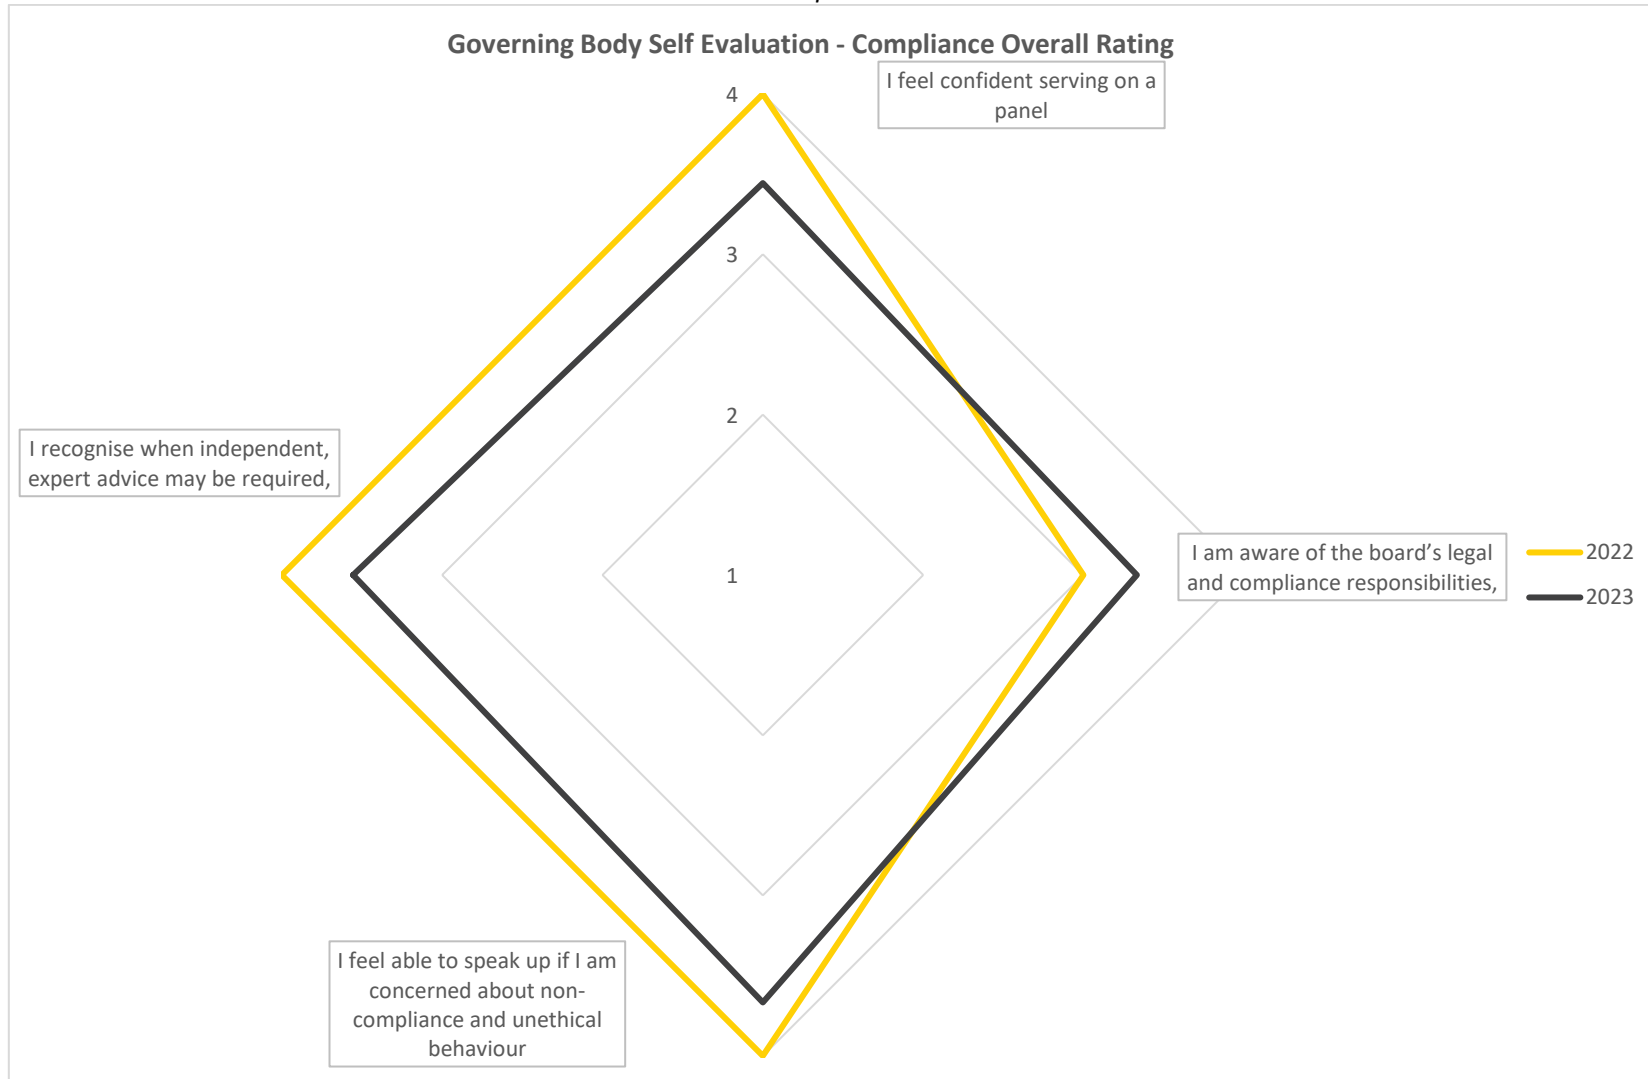 Governing Body Self Evaluation - Compliance Overall Rating
I feel confident serving on a
panel
4
3
2
1
I recognise when independent,
expert advice may be required,
I am aware of the board’s legal
and compliance responsibilities,
2022
2023
I feel able to speak up if I am
concerned about non-
compliance and unethical
behaviour